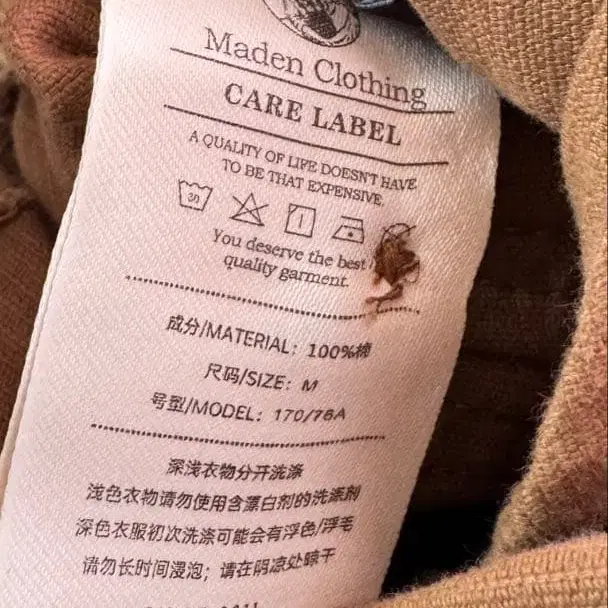 Maden Clothing
CARE LABEL
A QUALITY OF LIFE DOESN'T HAVE
TO BE THAT EXPENSIVE
30
You deserve the best
quality garment.
成分/MATERIAL: 100%棉
尺码/SIZE: M
号型/MODEL: 170/76A
深浅衣物分开洗涤
浅色衣物请勿使用含漂白剂的洗涤剂
深色衣服初次洗涤可能会有浮色/浮毛
请勿长时间浸泡；请在阴凉处晾干